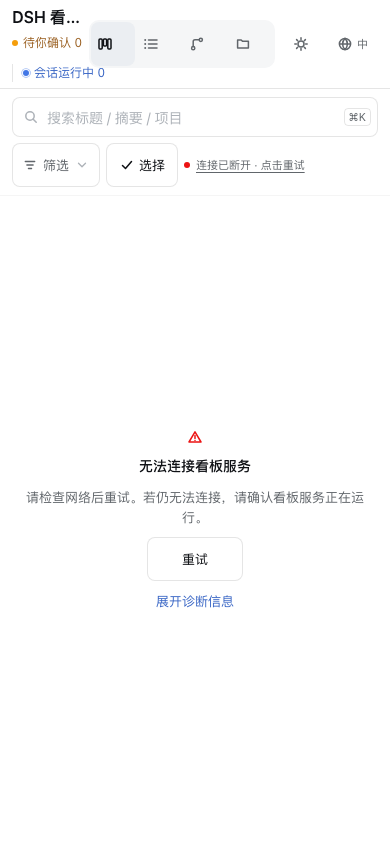 DSH 看...
待你确认 0
会话运行中 0
中
搜索标题 / 摘要 / 项目
⌘K
筛选
选择
连接已断开 · 点击重试
无法连接看板服务
请检查网络后重试。若仍无法连接，请确认看板服务正在运
行。
重试
展开诊断信息